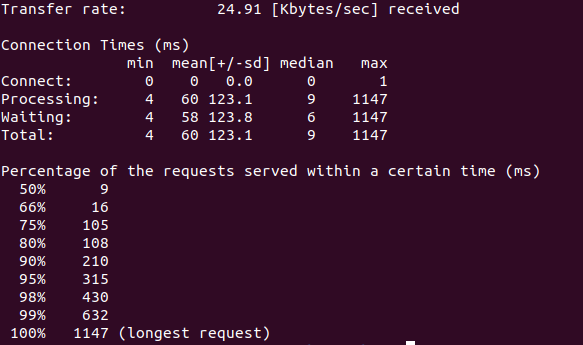 Transfer rate:          24.91 [Kbytes/sec] received
Connection Times (ms)
              min  mean[+/-sd] median   max
Connect:        0    0   0.0      0       1
Processing:     4   60 123.1      9    1147
Waiting:        4   58 123.8      6    1147
Total:          4   60 123.1      9    1147
Percentage of the requests served within a certain time (ms)
  50%      9
  66%     16
  75%    105
  80%    108
  90%    210
  95%    315
  98%    430
  99%    632
 100%   1147 (longest request)